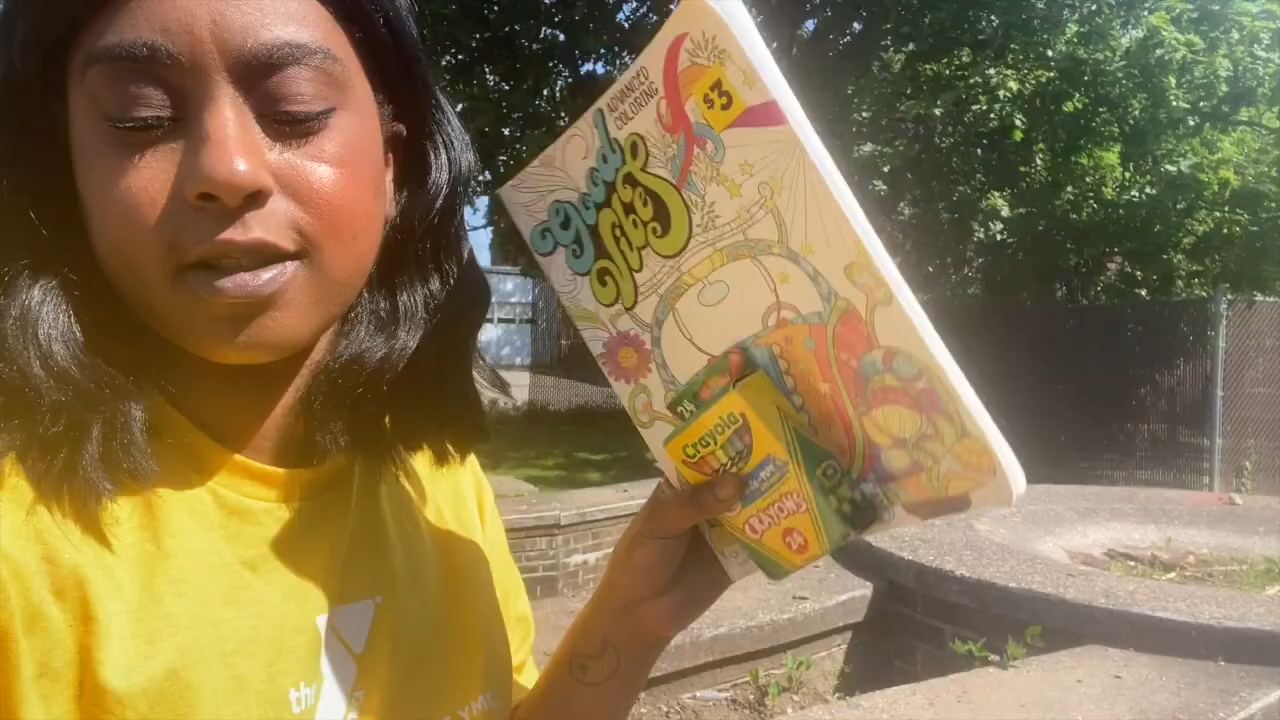 ADVANCED
COLORING
$3
Good
Vibes
24
Crayola
CRAYONS
24
the
YMC